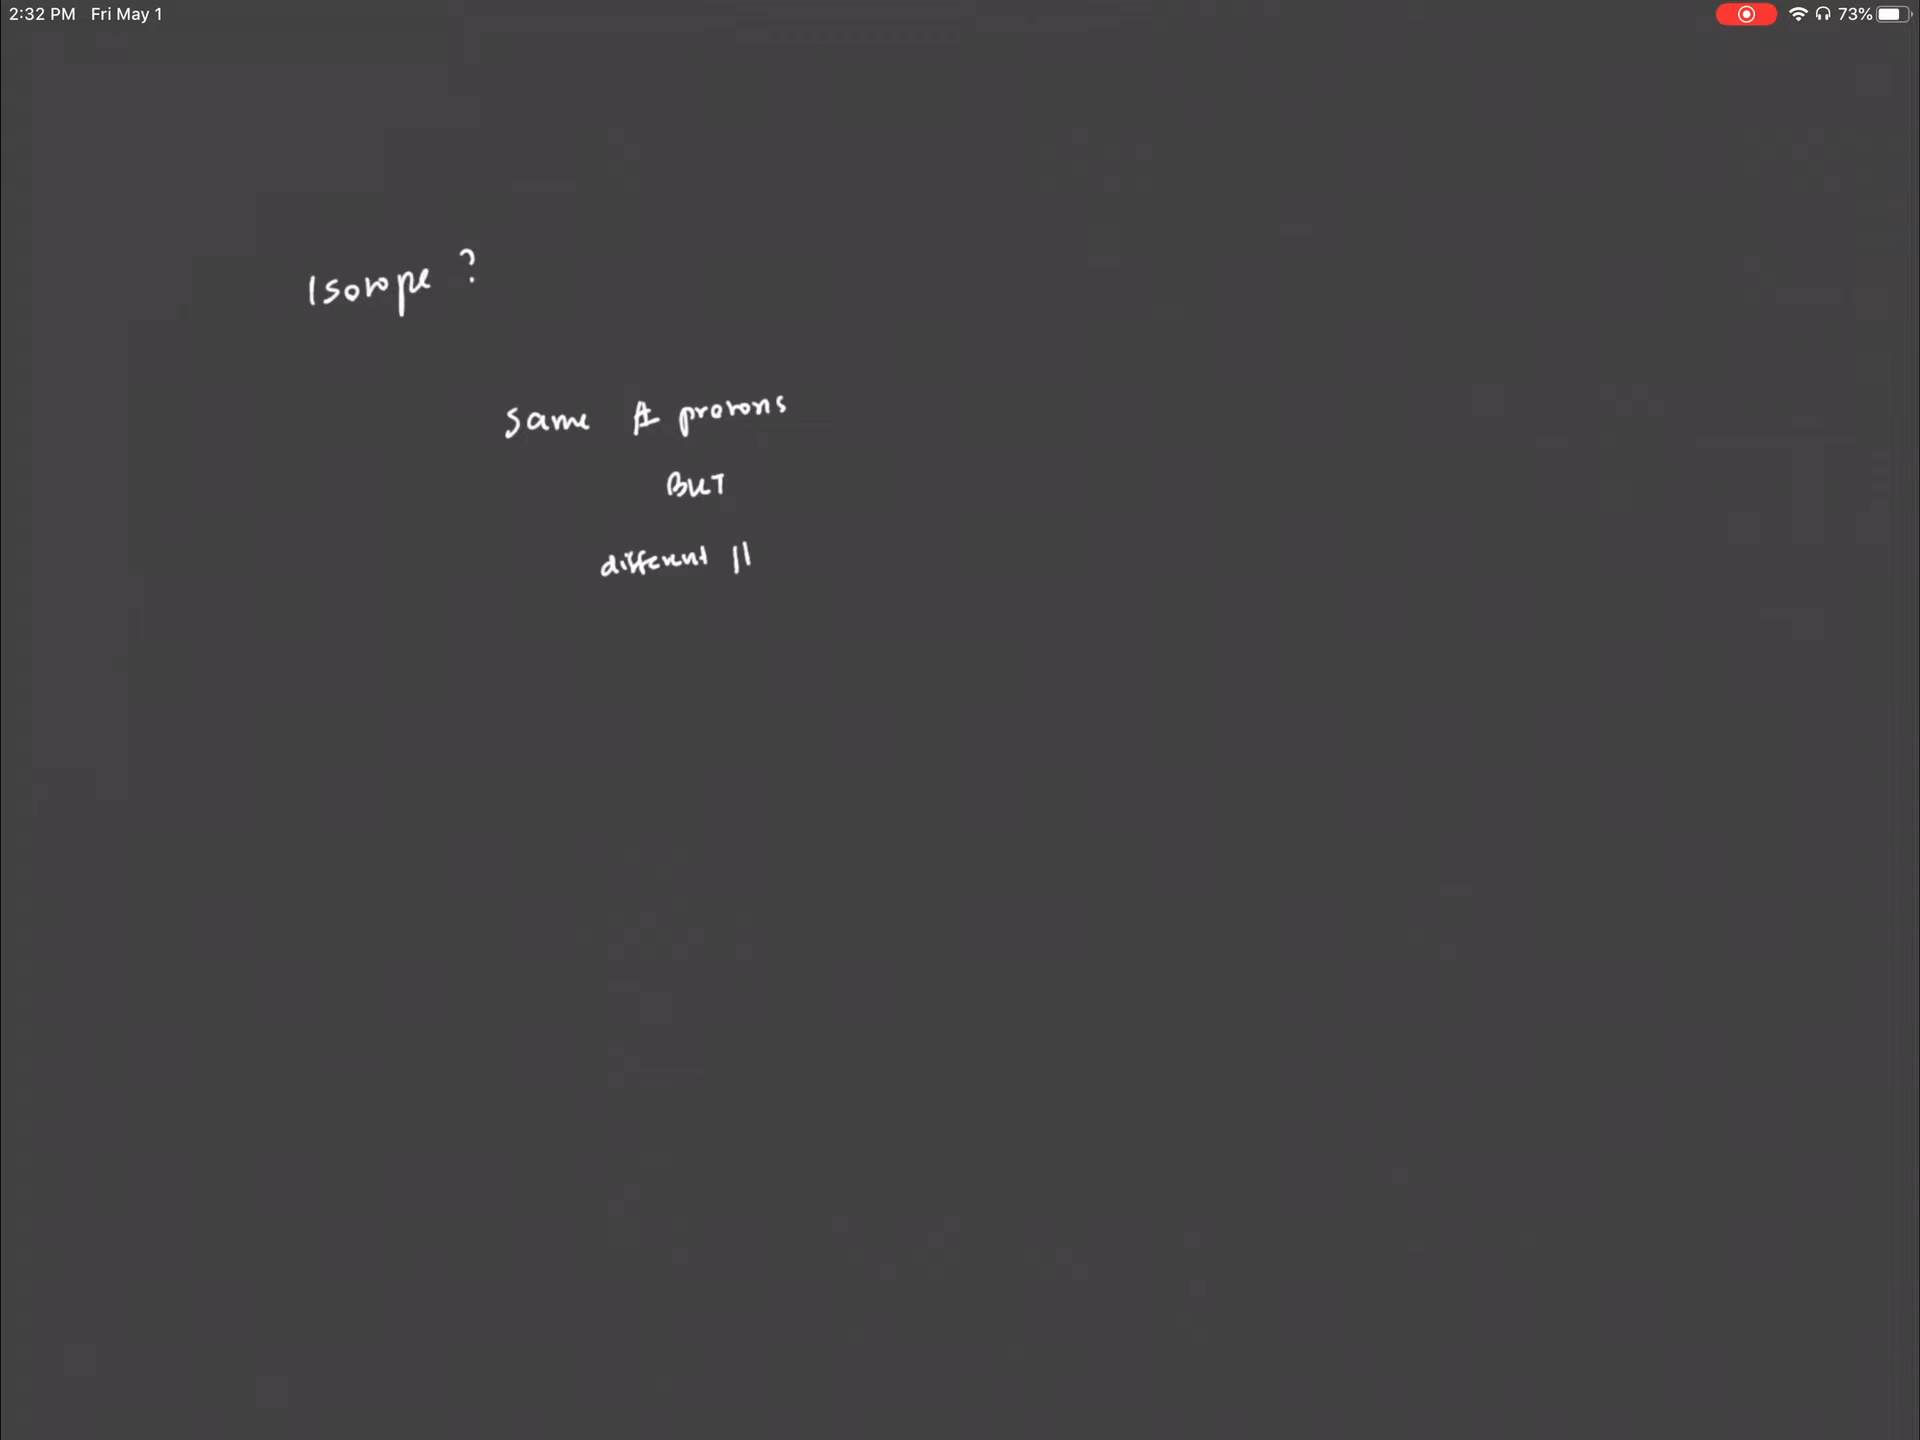 2:32 PM Fri May 1
73%
Isotope ?
same # protons
BUT
different ||